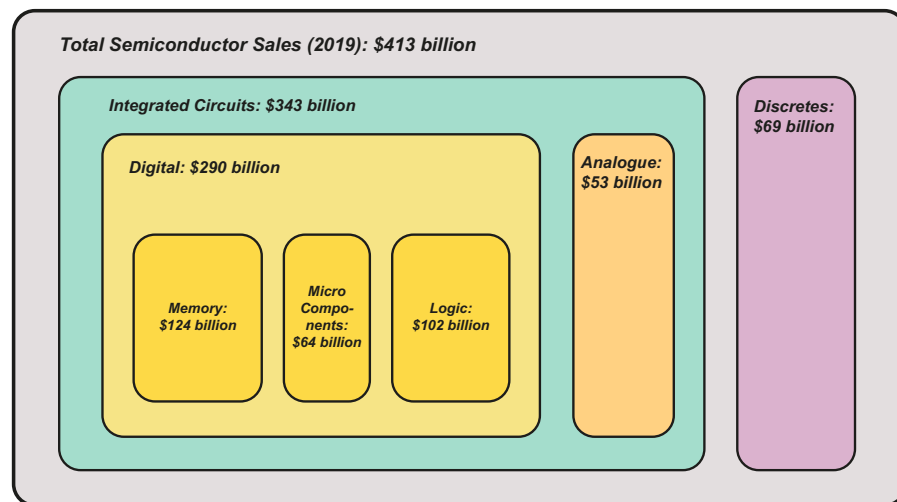 Total Semiconductor Sales (2019): $413 billion
Integrated Circuits: $343 billion
Discretes:
$69 billion
Digital: $290 billion
Analogue:
$53 billion
Memory:
$124 billion
Micro
Compo-
nents:
$64 billion
Logic:
$102 billion